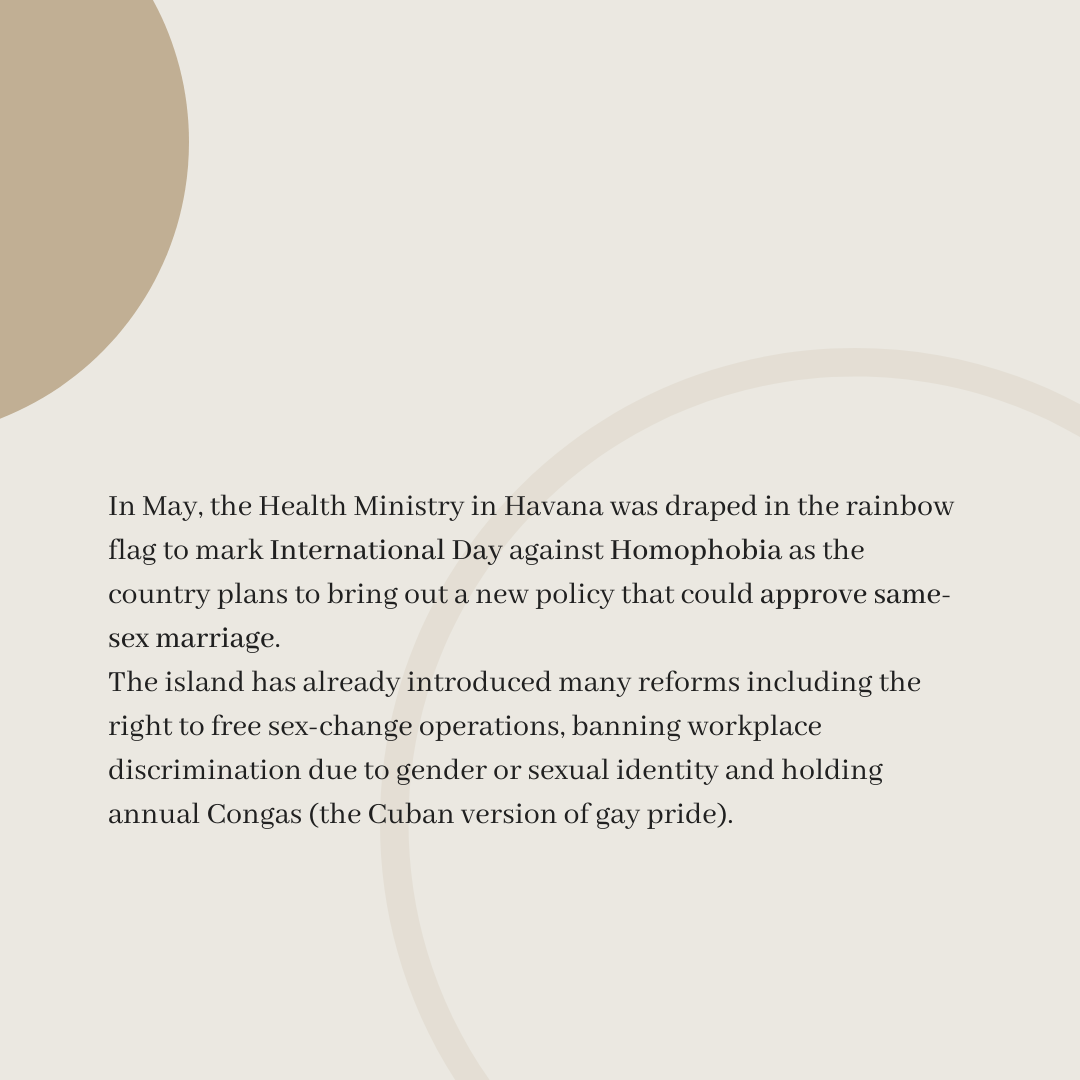 In May, the Health Ministry in Havana was draped in the rainbow
flag to mark International Day against Homophobia as the
country plans to bring out a new policy that could approve same-
sex marriage.
The island has already introduced many reforms including the
right to free sex-change operations, banning workplace
discrimination due to gender or sexual identity and holding
annual Congas (the Cuban version of gay pride).